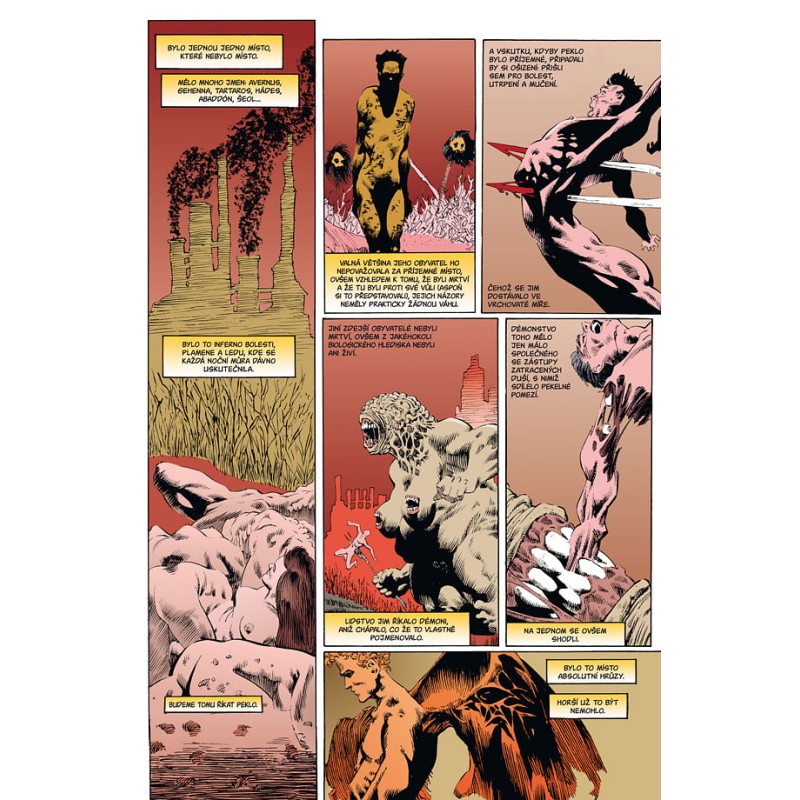 BYLO JEDNOU JEDNO MÍSTO,
KTERÉ NEBYLO MÍSTO.
MĚLO MNOHO JMEN: AVERNUS,
GEHENNA, TARTAROS, HÁDES,
ABADDÓN, ŠEOL...
BYLO TO INFERNO BOLESTI,
PLAMENE A LEDU, KDE SE
KAŽDÁ NOČNÍ MŮRA DÁVNO
USKUTEČNILA.
BUDEME TOMU ŘÍKAT PEKLO.
VALNÁ VĚTŠINA JEHO OBYVATEL HO
NEPOVAŽOVALA ZA PŘÍJEMNÉ MÍSTO,
OVŠEM VZHLEDEM K TOMU, ŽE BYLI MRTVÍ
A ŽE TU BYLI PROTI SVÉ VŮLI (ASPOŇ
SI TO PŘEDSTAVOVALI), JEJICH NÁZORY
NEMĚLY PRAKTICKY ŽÁDNOU VÁHU.
A VSKUTKU, KDYBY PEKLO
BYLO PŘÍJEMNÉ, PŘIPADALI
BY SI OŠIZENÍ: PŘIŠLI
SEM PRO BOLEST,
UTRPENÍ A MUČENÍ.
ČEHOŽ SE JIM
DOSTÁVALO VE
VRCHOVATÉ MÍŘE.
JINÍ ZDEJŠÍ OBYVATELÉ NEBYLI
MRTVÍ, OVŠEM Z JAKÉHOKOLI
BIOLOGICKÉHO HLEDISKA NEBYLI
ANI ŽIVÍ.
LIDSTVO JIM ŘÍKALO DÉMONI,
ANIŽ CHÁPALO, CO ŽE TO VLASTNĚ
POJMENOVALO.
DÉMONSTVO
TOHO MĚLO
JEN MÁLO
SPOLEČNÉHO
SE ZÁSTUPY
ZATRACENÝCH
DUŠÍ, S NIMIŽ
SDÍLELO PEKELNÉ
POMEZÍ.
NA JEDNOM SE OVŠEM
SHODLI.
BYLO TO MÍSTO
ABSOLUTNÍ HRŮZY.
HORŠÍ UŽ TO BÝT
NEMOHLO.